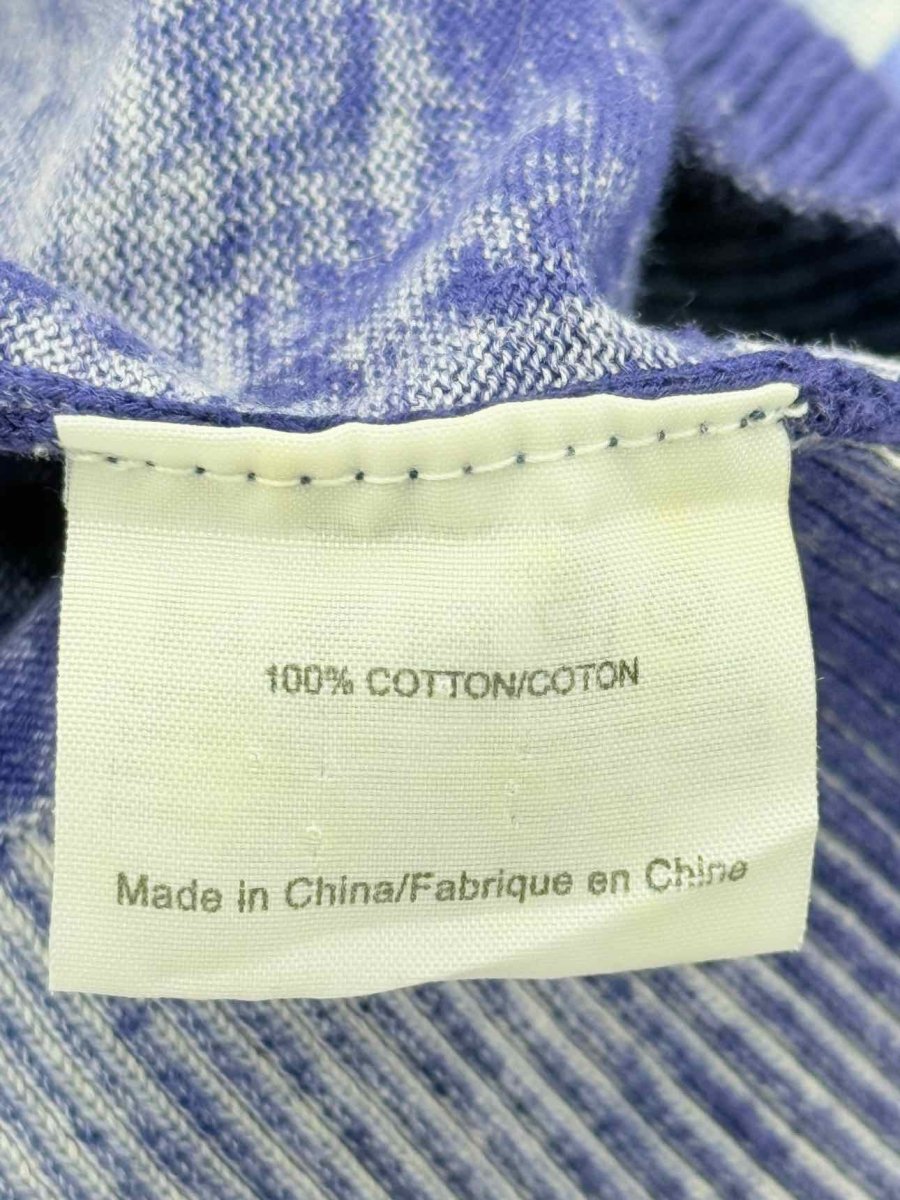 100% COTTON/COTON
Made in China/Fabrique en Chine